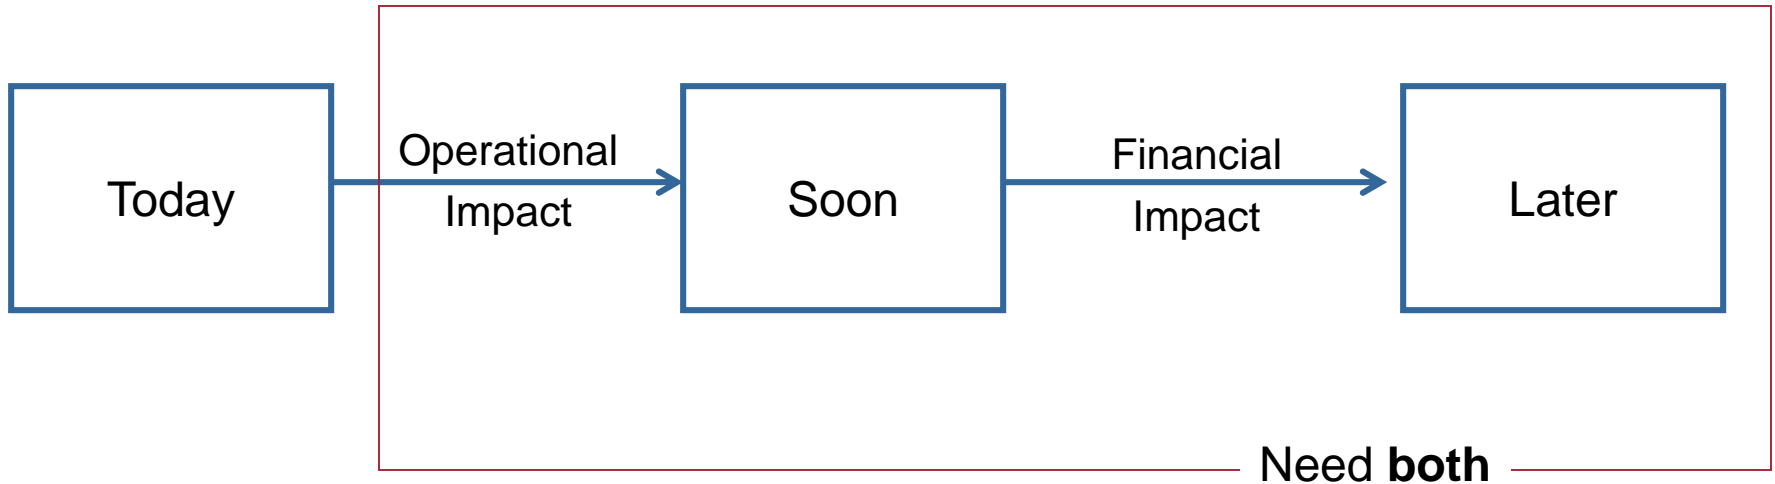 Today
Operational
Impact
Soon
Financial
Impact
Later
Need both